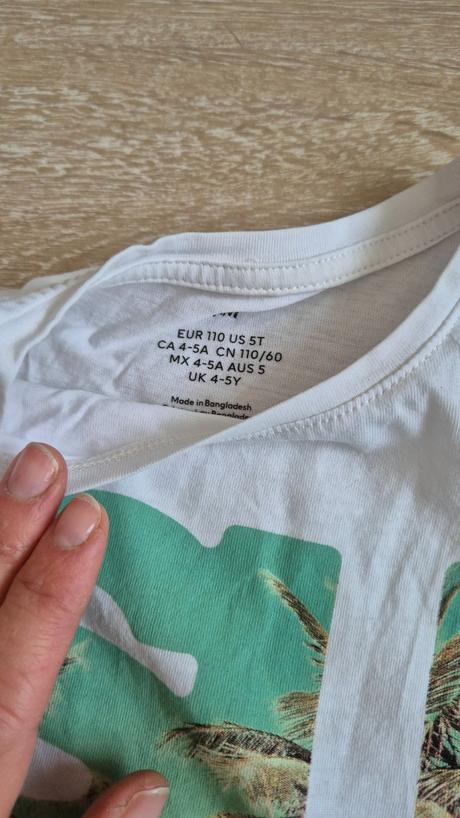 EUR 110 US 5T
CA 4-5A CN 110/60
MX 4-5A AUS 5
UK 4-5Y
Made in Bangladesh